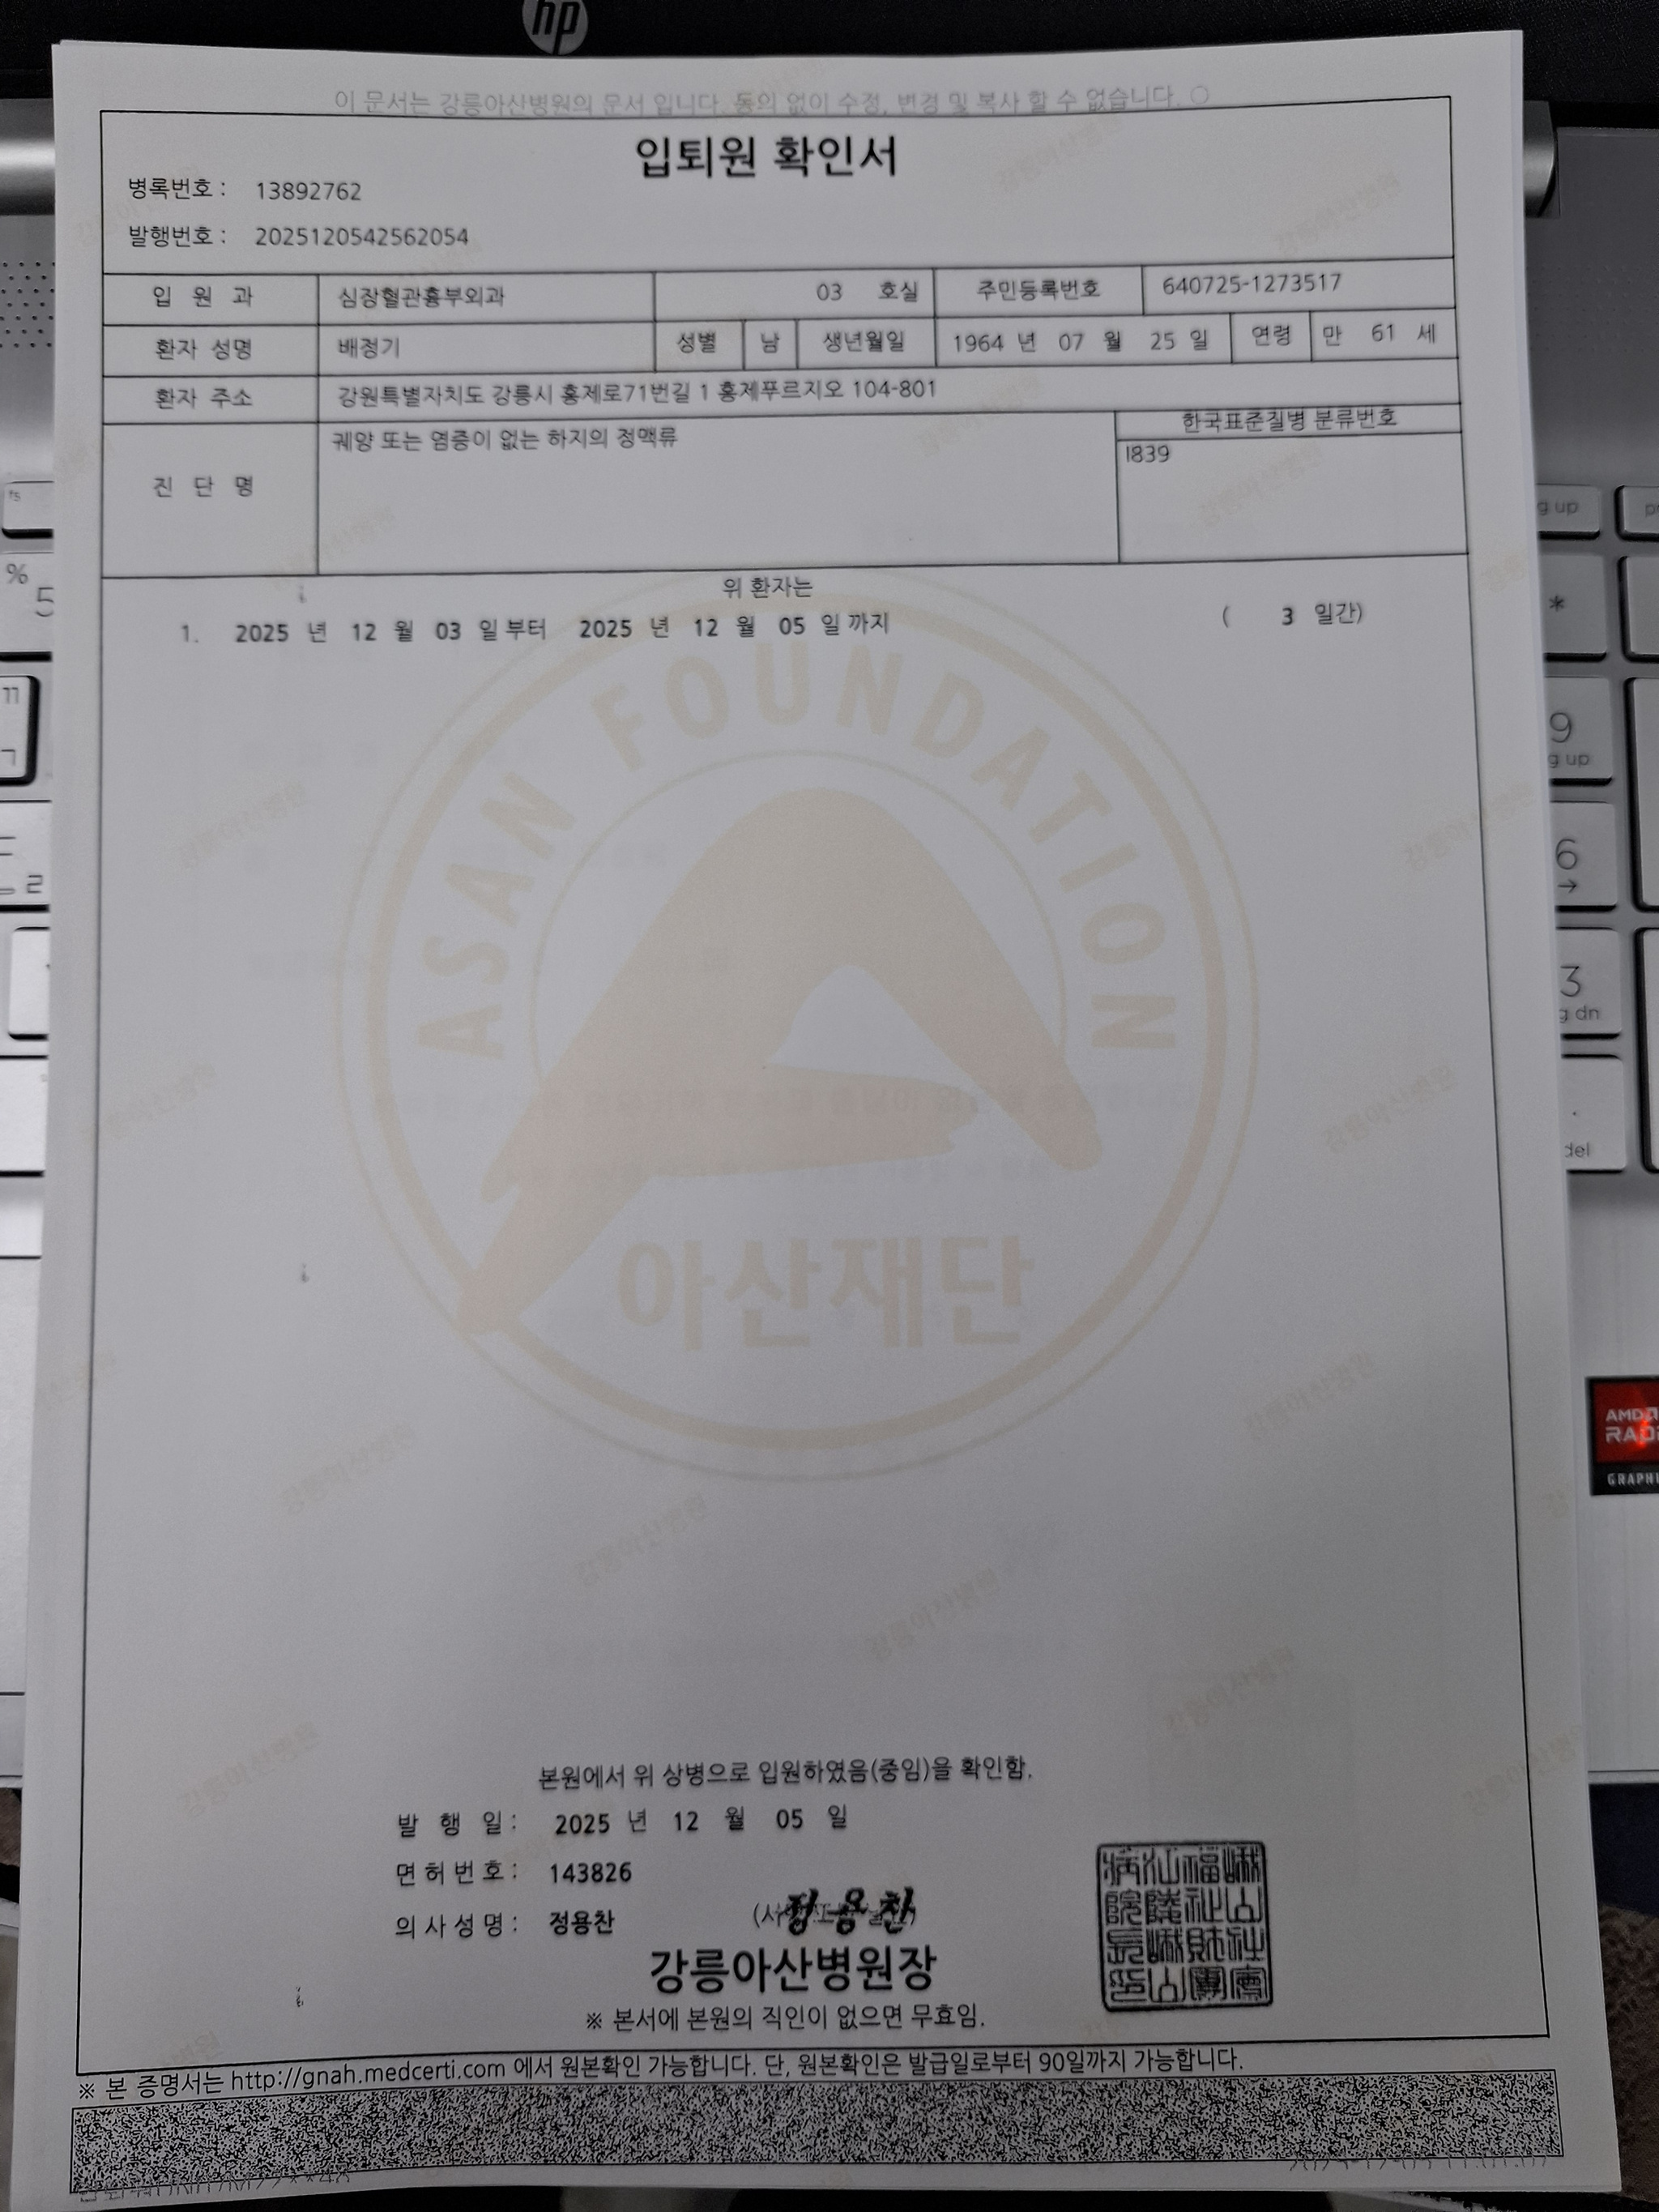 hp
이 문서는 강릉아산병원의 문서 입니다. 동의 없이 수정, 변경 및 복사 할 수 없습니다.
입퇴원 확인서
병록번호 : 13892762
발행번호 : 2025120542562054
입 원 과 심장혈관흉부외과 03 호실 주민등록번호 640725-1273517
환자 성명 배정기 성별 남 생년월일 1964 년 07 월 25 일 연령 만 61 세
환자 주소 강원특별자치도 강릉시 홍제로71번길 1 홍제푸르지오 104-801
진 단 명 궤양 또는 염증이 없는 하지의 정맥류 한국표준질병 분류번호
I839
위 환자는
1. 2025 년 12 월 03 일 부터 2025 년 12 월 05 일 까지 ( 3 일간)
ASAN FOUNDATION
아산재단
본원에서 위 상병으로 입원하였음(중임)을 확인함.
발 행 일 : 2025 년 12 월 05 일
면 허 번 호 : 143826
의 사 성 명 : 정용찬 정용찬
강릉아산병원장
※ 본서에 본원의 직인이 없으면 무효임.
※ 본 증명서는 http://gnah.medcerti.com 에서 원본확인 가능합니다. 단, 원본확인은 발급일로부터 90일까지 가능합니다.
f5
% 5
g up
*
9
g up
6
3
g dn
del
AMD